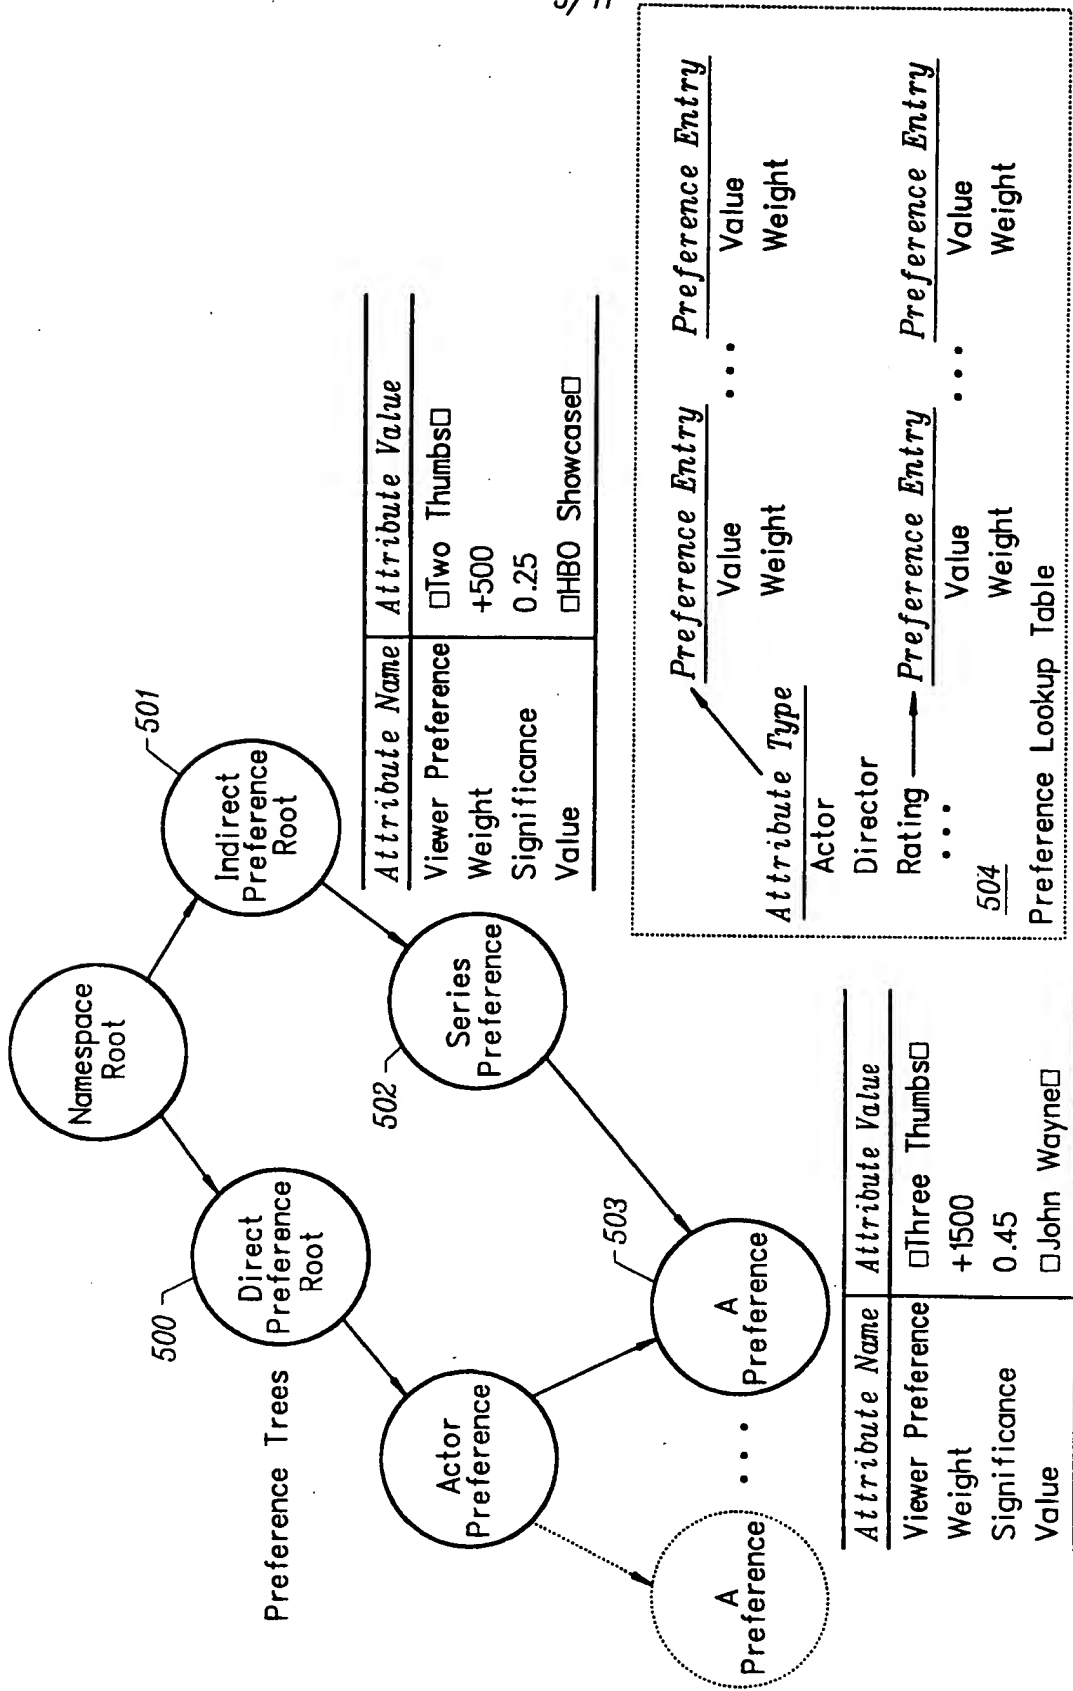 Preference Trees
Namespace
Root
500
Direct
Preference
Root
501
Indirect
Preference
Root
Actor
Preference
502
Series
Preference
A
Preference
• • •
503
A
Preference
Attribute Name Attribute Value
Viewer Preference □Two Thumbs□
Weight +500
Significance 0.25
Value □HBO Showcase□
Attribute Name Attribute Value
Viewer Preference □Three Thumbs□
Weight +1500
Significance 0.45
Value □John Wayne□
Attribute Type
Actor
Director
Rating
• • •
Preference Entry • • • Preference Entry
Value Value
Weight Weight
Preference Entry • • • Preference Entry
Value Value
Weight Weight
504
Preference Lookup Table